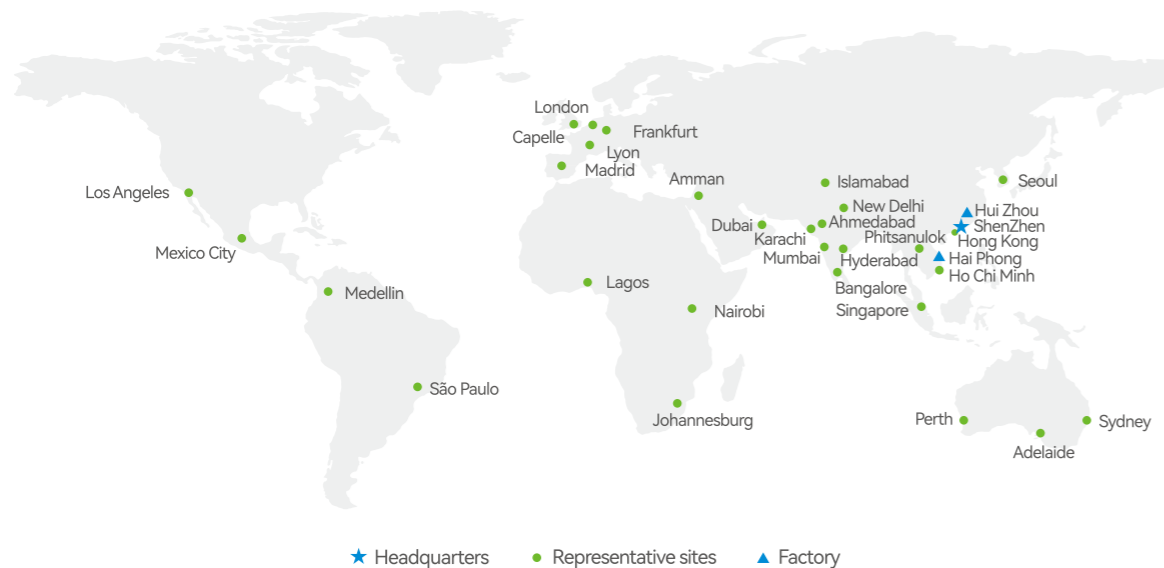 London
Capelle
Frankfurt
Lyon
Madrid
Amman
Islamabad
Seoul
Los Angeles
New Delhi
Hui Zhou
Dubai
Ahmedabad
ShenZhen
Karachi
Phitsanulok
Hong Kong
Mexico City
Mumbai
Hyderabad
Hai Phong
Ho Chi Minh
Lagos
Medellin
Bangalore
Nairobi
Singapore
São Paulo
Johannesburg
Perth
Sydney
Adelaide
Headquarters
Representative sites
Factory